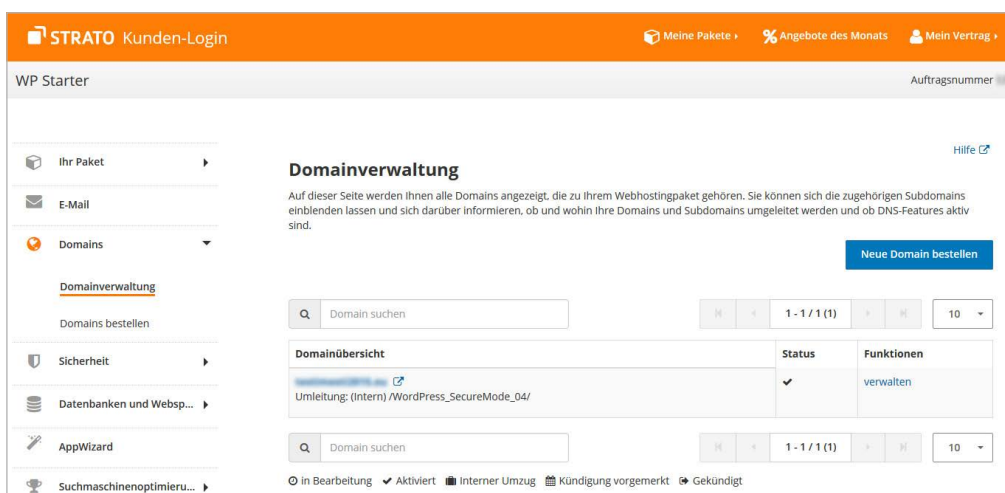 STRATO Kunden-Login
Meine Pakete
Angebote des Monats
Mein Vertrag
WP Starter
Auftragsnummer
Hilfe
Ihr Paket
E-Mail
Domains
Domainverwaltung
Domains bestellen
Sicherheit
Datenbanken und Websp...
AppWizard
Suchmaschinenoptimieru...
Domainverwaltung
Auf dieser Seite werden Ihnen alle Domains angezeigt, die zu Ihrem Webhostingpaket gehören. Sie können sich die zugehörigen Subdomains
einblenden lassen und sich darüber informieren, ob und wohin Ihre Domains und Subdomains umgeleitet werden und ob DNS-Features aktiv
sind.
Neue Domain bestellen
Domain suchen
1 - 1 / 1 (1)
10
Domainübersicht
Status
Funktionen
verwalten
Umleitung: (Intern) /WordPress_SecureMode_04/
Domain suchen
1 - 1 / 1 (1)
10
in Bearbeitung Aktiviert Interner Umzug Kündigung vorgemerkt Gekündigt